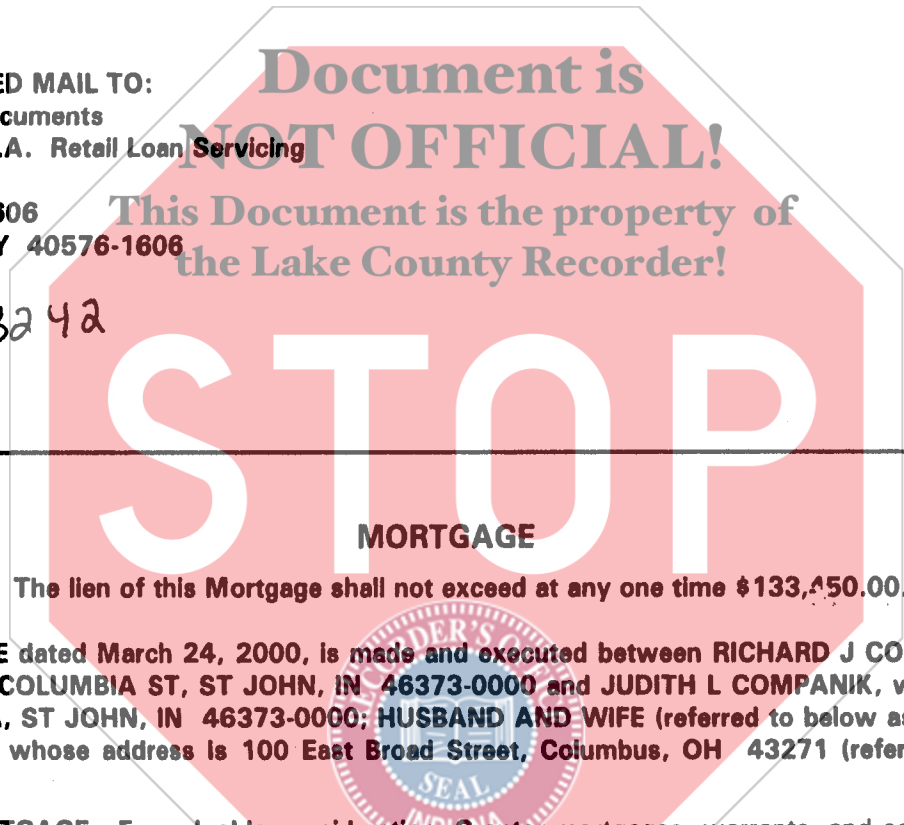 Document is
NOT OFFICIAL!
This Document is the property of
the Lake County Recorder!
STOP
ED MAIL TO:
cuments
.A. Retail Loan Servicing
606
Y 40576-1606
3242
MORTGAGE
The lien of this Mortgage shall not exceed at any one time $133,450.00.
E dated March 24, 2000, is made and executed between RICHARD J CO
COLUMBIA ST, ST JOHN, IN 46373-0000 and JUDITH L COMPANIK, w
., ST JOHN, IN 46373-0000; HUSBAND AND WIFE (referred to below as
whose address is 100 East Broad Street, Columbus, OH 43271 (refer
RECORDER'S OF
SEAL
INDIANA